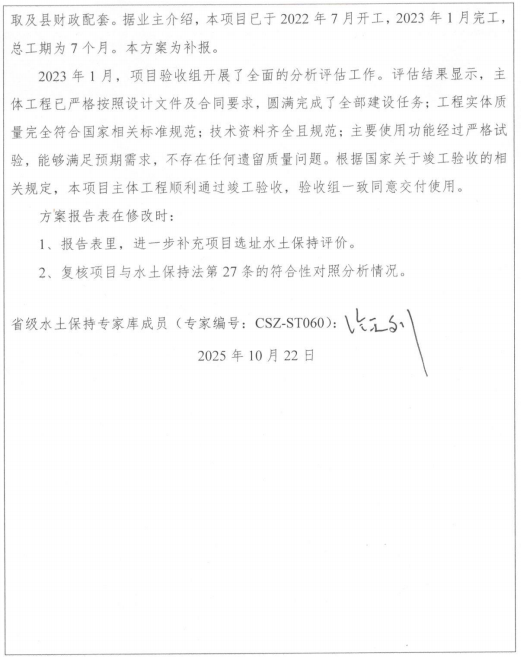 取及县财政配套。据业主介绍，本项目已于 2022 年 7 月开工，2023 年 1 月完工，
总工期为 7 个月。本方案为补报。
2023 年 1 月，项目验收组开展了全面的分析评估工作。评估结果显示，主
体工程已严格按照设计文件及合同要求，圆满完成了全部建设任务；工程实体质
量完全符合国家相关标准规范；技术资料齐全且规范；主要使用功能经过严格试
验，能够满足预期需求，不存在任何遗留质量问题。根据国家关于竣工验收的相
关规定，本项目主体工程顺利通过竣工验收，验收组一致同意交付使用。
方案报告表在修改时：
1、报告表里，进一步补充项目选址水土保持评价。
2、复核项目与水土保持法第 27 条的符合性对照分析情况。
省级水土保持专家库成员（专家编号：CSZ-ST060）：
2025 年 10 月 22 日